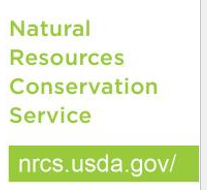 Natural
Resources
Conservation
Service
nrcs.usda.gov/